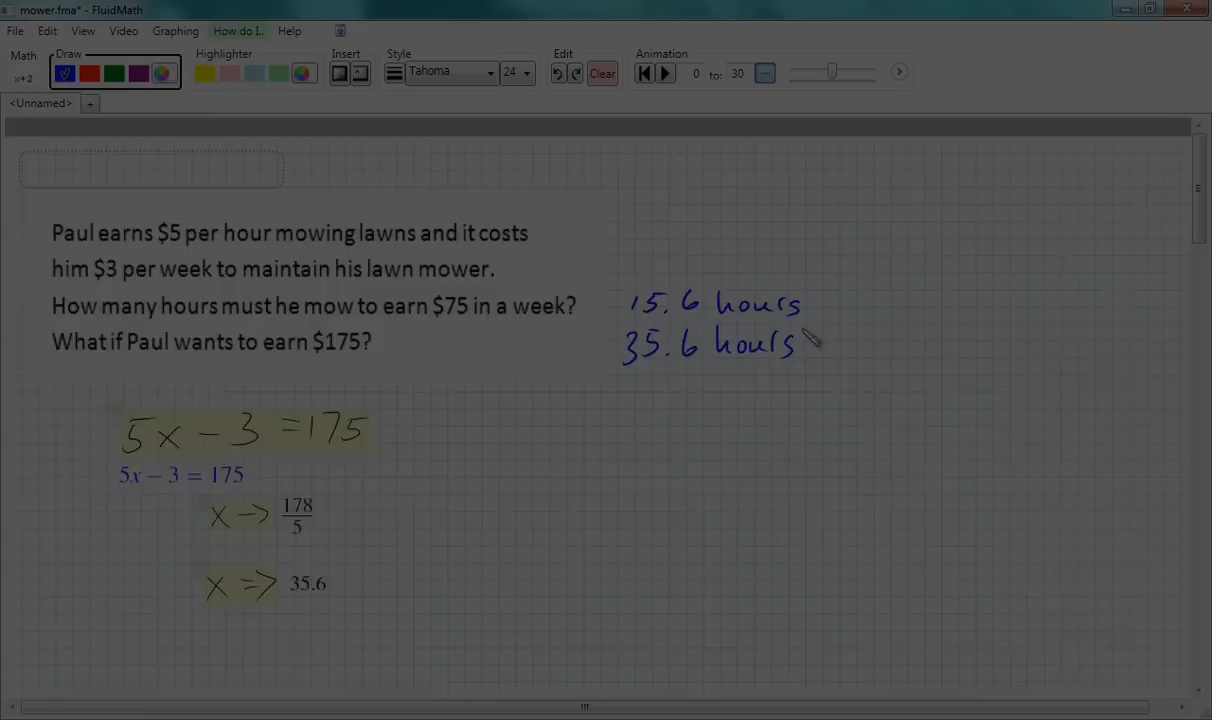 mower.fma* - FluidMath
File Edit View Video Graphing How do I.. Help
Math Draw Highlighter Insert Style Edit Animation
x+2 Tahoma 24 Clear 0 to: 30
<Unnamed> +
Paul earns $5 per hour mowing lawns and it costs
him $3 per week to maintain his lawn mower.
How many hours must he mow to earn $75 in a week? 15.6 hours
What if Paul wants to earn $175? 35.6 hours
5x - 3 = 175
5x − 3 = 175
x -> 178/5
x => 35.6